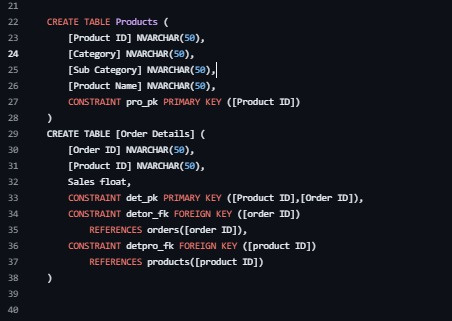 21
22 CREATE TABLE Products (
23 [Product ID] NVARCHAR(50),
24 [Category] NVARCHAR(50),
25 [Sub Category] NVARCHAR(50),
26 [Product Name] NVARCHAR(50),
27 CONSTRAINT pro_pk PRIMARY KEY ([Product ID])
28 )
29 CREATE TABLE [Order Details] (
30 [Order ID] NVARCHAR(50),
31 [Product ID] NVARCHAR(50),
32 Sales float,
33 CONSTRAINT det_pk PRIMARY KEY ([Product ID],[Order ID]),
34 CONSTRAINT detor_fk FOREIGN KEY ([order ID])
35 REFERENCES orders([order ID]),
36 CONSTRAINT detpro_fk FOREIGN KEY ([product ID])
37 REFERENCES products([product ID])
38 )
39
40